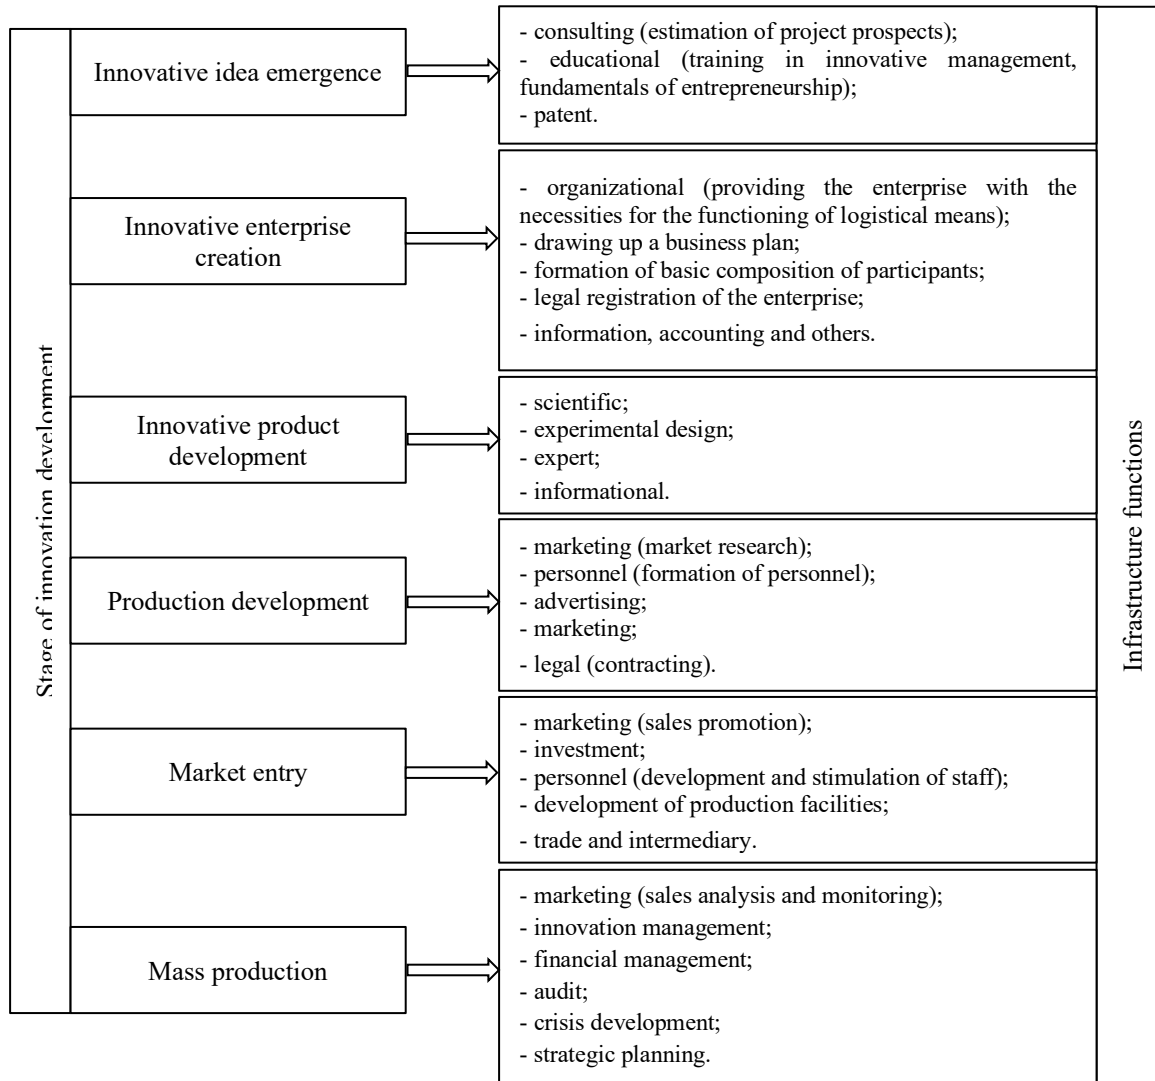 Stage of innovation development
Innovative idea emergence
- consulting (estimation of project prospects);
- educational (training in innovative management,
fundamentals of entrepreneurship);
- patent.
Innovative enterprise
creation
- organizational (providing the enterprise with the
necessities for the functioning of logistical means);
- drawing up a business plan;
- formation of basic composition of participants;
- legal registration of the enterprise;
- information, accounting and others.
Innovative product
development
- scientific;
- experimental design;
- expert;
- informational.
Production development
- marketing (market research);
- personnel (formation of personnel);
- advertising;
- marketing;
- legal (contracting).
Market entry
- marketing (sales promotion);
- investment;
- personnel (development and stimulation of staff);
- development of production facilities;
- trade and intermediary.
Mass production
- marketing (sales analysis and monitoring);
- innovation management;
- financial management;
- audit;
- crisis development;
- strategic planning.
Infrastructure functions